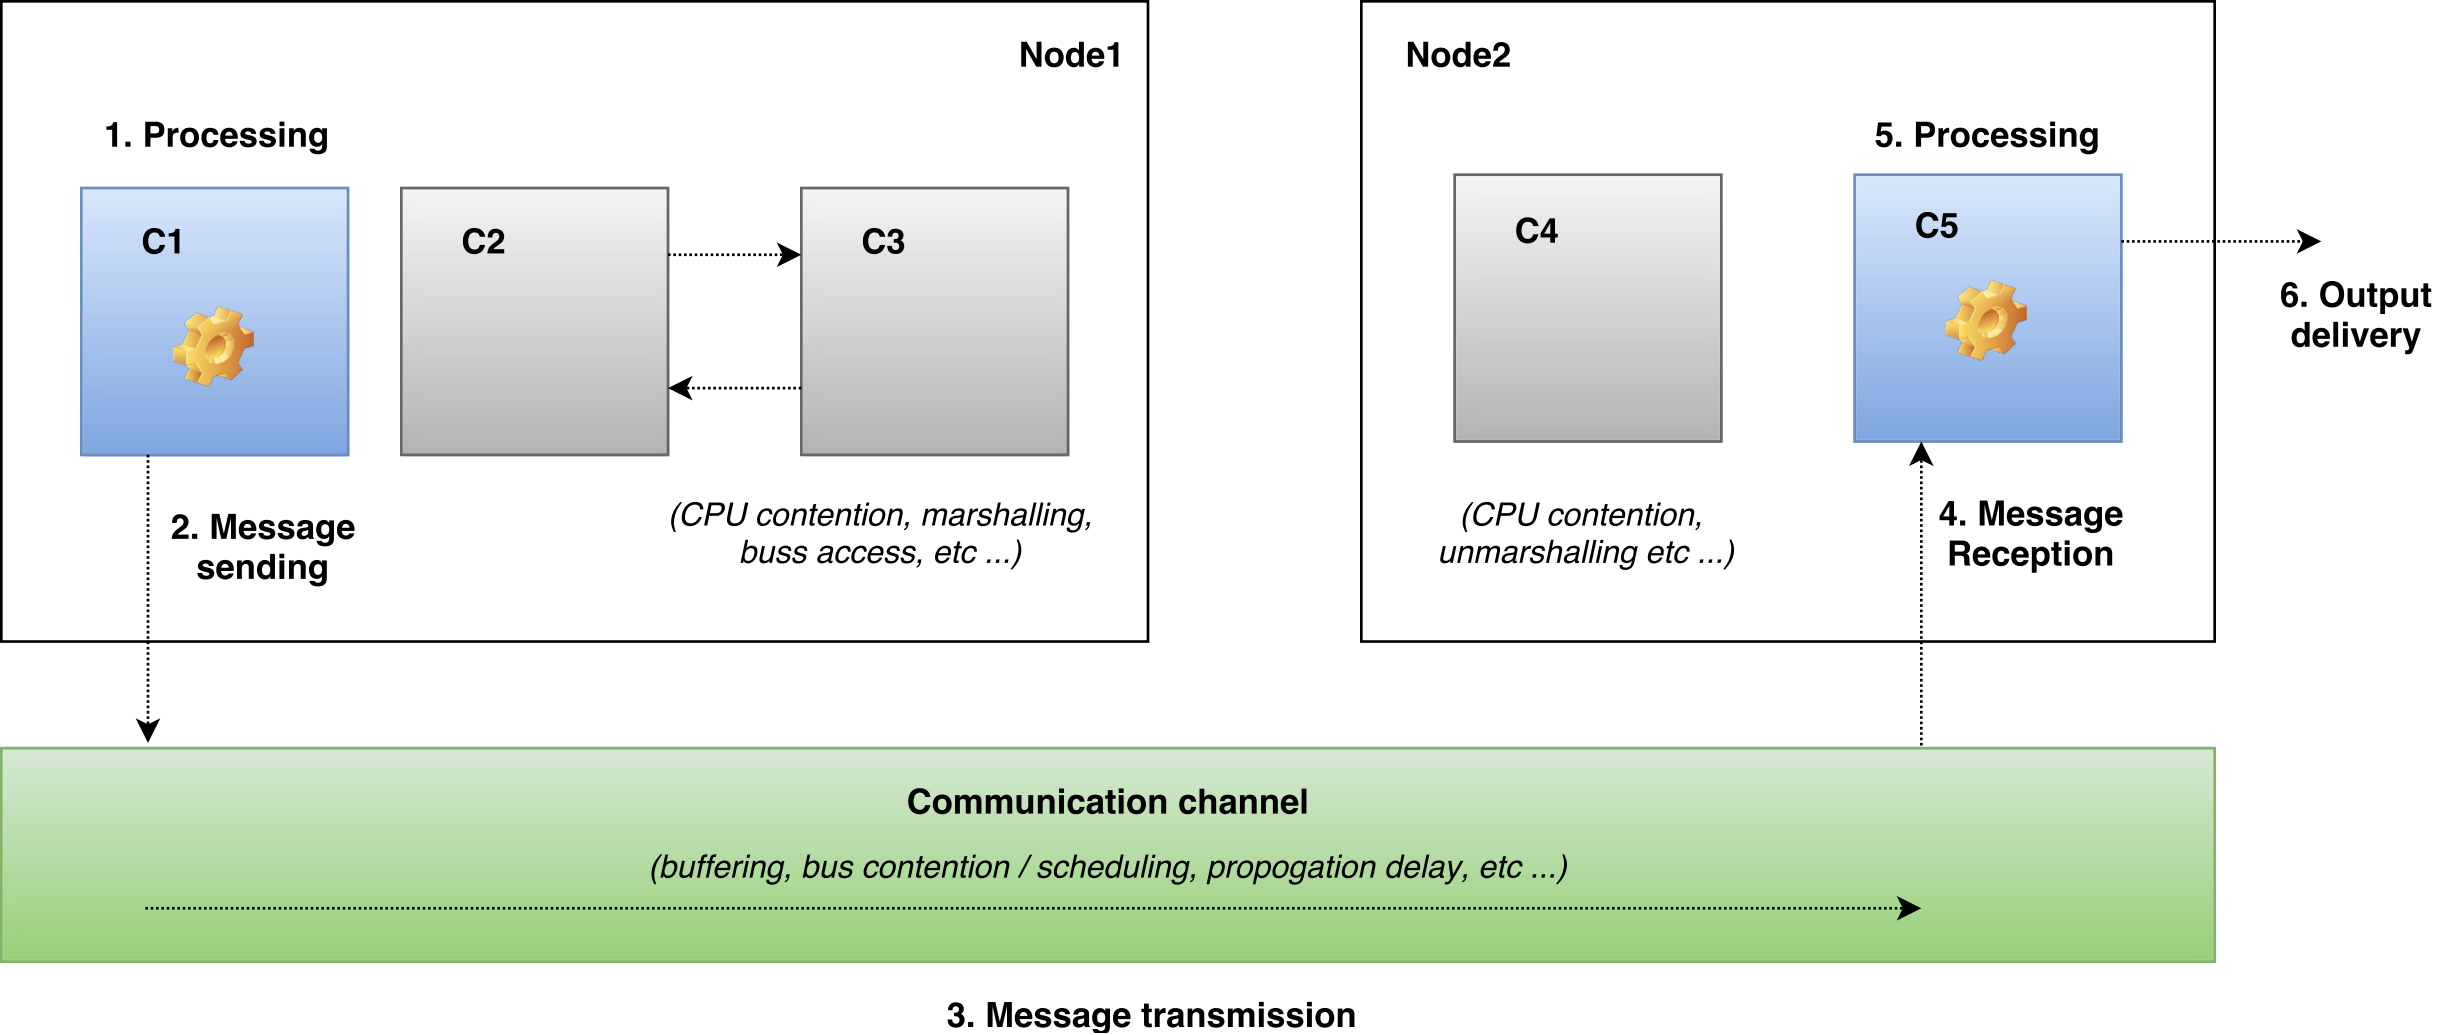 Node1
1. Processing
C1
C2
C3
2. Message
sending
(CPU contention, marshalling,
buss access, etc ...)
Node2
5. Processing
C4
C5
6. Output
delivery
(CPU contention,
unmarshalling etc ...)
4. Message
Reception
Communication channel
(buffering, bus contention / scheduling, propogation delay, etc ...)
3. Message transmission